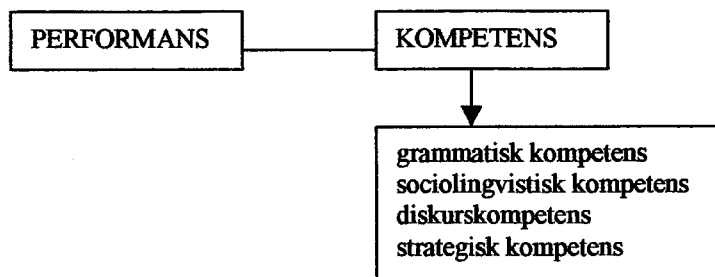 PERFORMANS
KOMPETENS
grammatisk kompetens
sociolingvistisk kompetens
diskurskompetens
strategisk kompetens